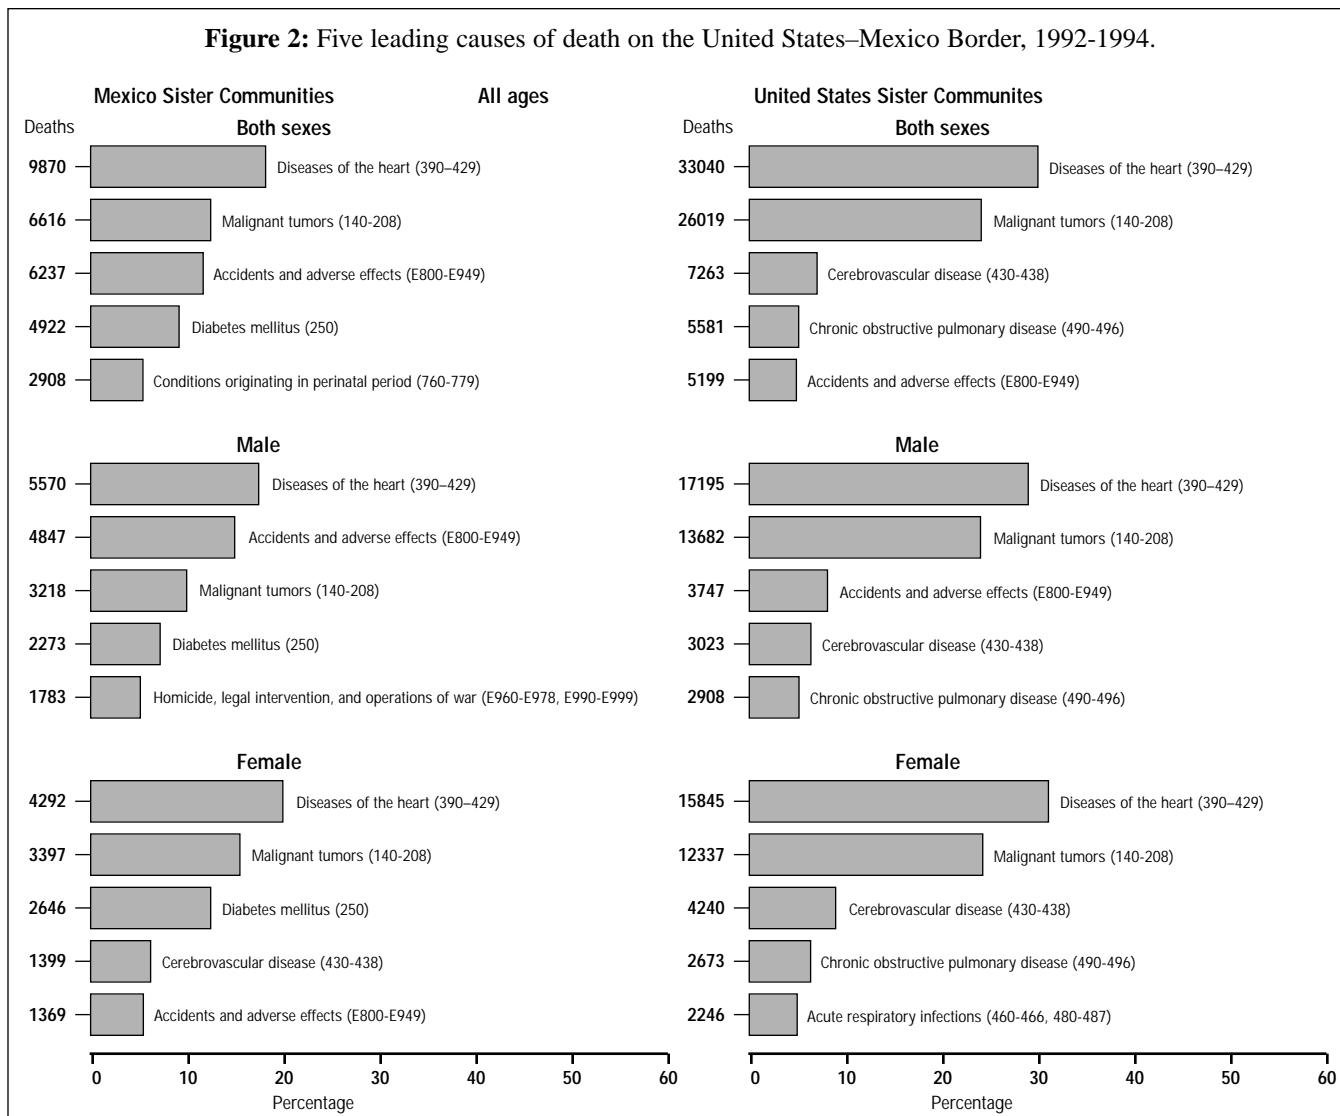 Figure 2: Five leading causes of death on the United States–Mexico Border, 1992-1994.
Mexico Sister Communities
All ages
United States Sister Communites
Deaths
Both sexes
9870 Diseases of the heart (390–429)
6616 Malignant tumors (140-208)
6237 Accidents and adverse effects (E800-E949)
4922 Diabetes mellitus (250)
2908 Conditions originating in perinatal period (760-779)
Male
5570 Diseases of the heart (390–429)
4847 Accidents and adverse effects (E800-E949)
3218 Malignant tumors (140-208)
2273 Diabetes mellitus (250)
1783 Homicide, legal intervention, and operations of war (E960-E978, E990-E999)
Female
4292 Diseases of the heart (390–429)
3397 Malignant tumors (140-208)
2646 Diabetes mellitus (250)
1399 Cerebrovascular disease (430-438)
1369 Accidents and adverse effects (E800-E949)
0 10 20 30 40 50 60
Percentage
Deaths
Both sexes
33040 Diseases of the heart (390–429)
26019 Malignant tumors (140-208)
7263 Cerebrovascular disease (430-438)
5581 Chronic obstructive pulmonary disease (490-496)
5199 Accidents and adverse effects (E800-E949)
Male
17195 Diseases of the heart (390–429)
13682 Malignant tumors (140-208)
3747 Accidents and adverse effects (E800-E949)
3023 Cerebrovascular disease (430-438)
2908 Chronic obstructive pulmonary disease (490-496)
Female
15845 Diseases of the heart (390–429)
12337 Malignant tumors (140-208)
4240 Cerebrovascular disease (430-438)
2673 Chronic obstructive pulmonary disease (490-496)
2246 Acute respiratory infections (460-466, 480-487)
0 10 20 30 40 50 60
Percentage